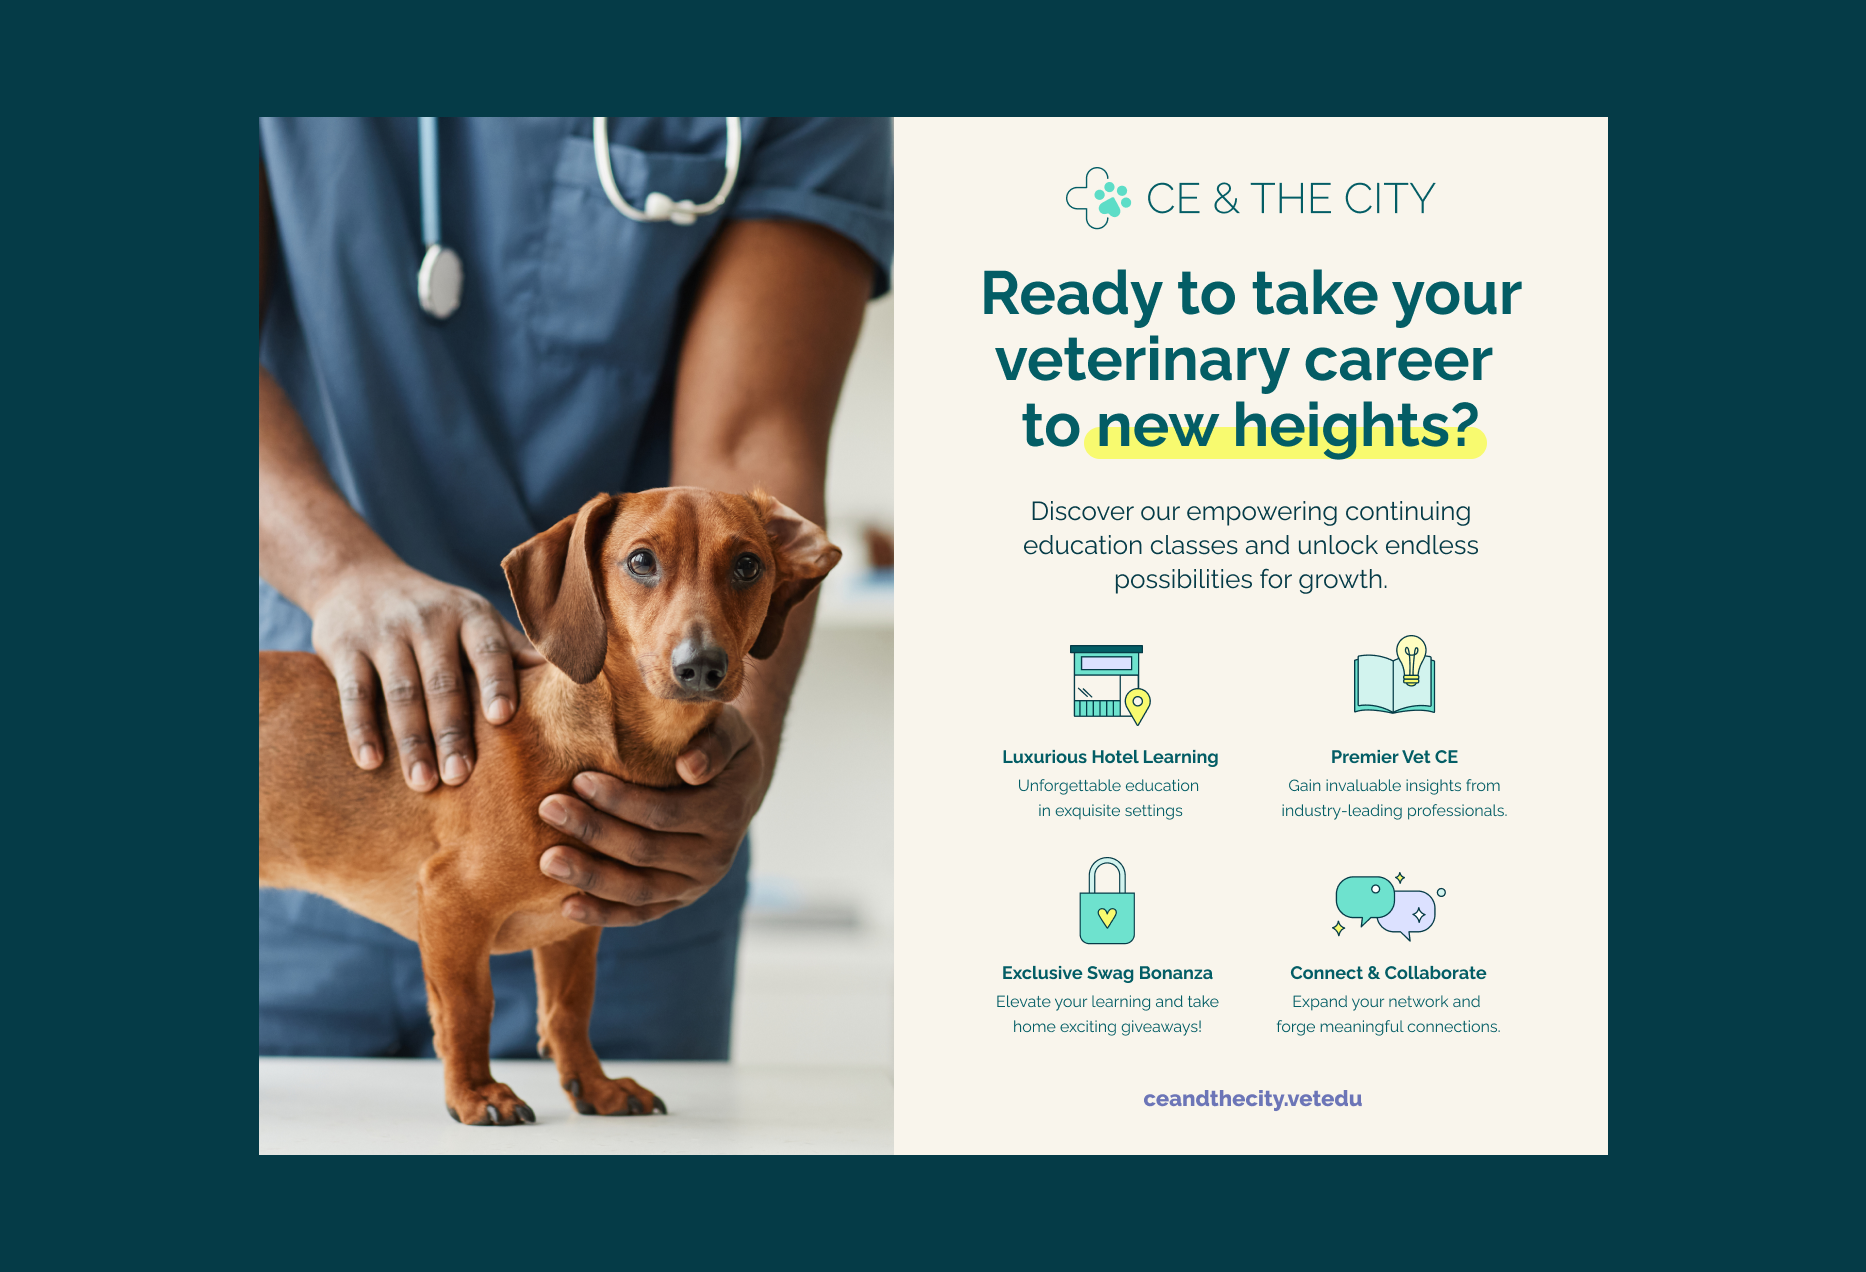 CE & THE CITY
Ready to take your
veterinary career
to new heights?
Discover our empowering continuing
education classes and unlock endless
possibilities for growth.
Luxurious Hotel Learning
Unforgettable education
in exquisite settings
Premier Vet CE
Gain invaluable insights from
industry-leading professionals.
Exclusive Swag Bonanza
Elevate your learning and take
home exciting giveaways!
Connect & Collaborate
Expand your network and
forge meaningful connections.
ceandthecity.vetedu